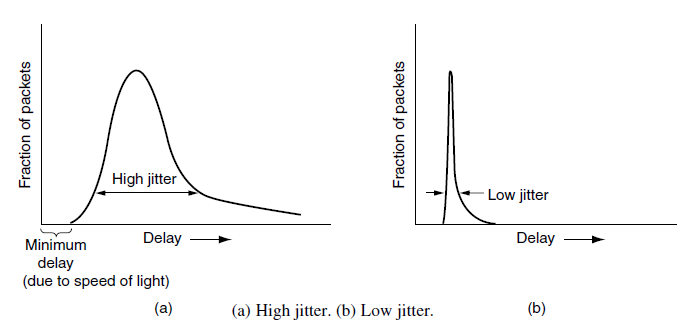 Fraction of packets
High jitter
Minimum
delay
(due to speed of light)
Delay
(a)
Fraction of packets
Low jitter
Delay
(b)
(a) High jitter. (b) Low jitter.